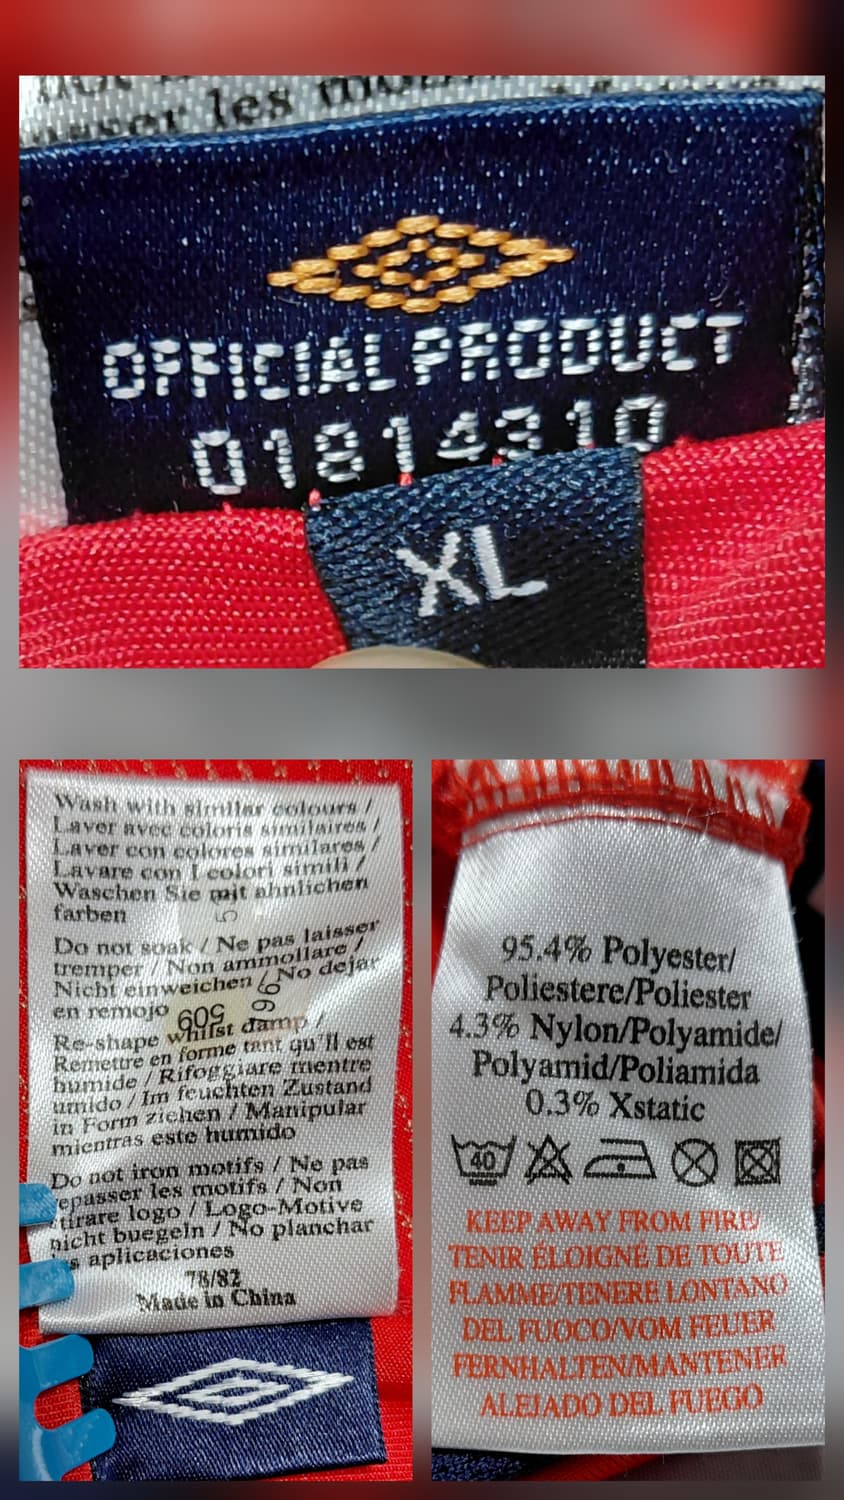 asser les
OFFICIAL PRODUCT
01814310
XL
Wash with similar colours /
Laver avec coloris similaires /
Laver con colores similares /
Lavare con I colori simili /
Waschen Sie mit ahnlichen
farben
Do not soak / Ne pas laisser
tremper / Non ammollare /
Nicht einweichen / No dejar
en remojo
509
Re-shape whilst damp /
Remettre en forme tant qu'il est
humide / Rifoggiare mentre
umido / Im feuchten Zustand
in Form ziehen / Manipular
mientras este humido
Do not iron motifs / Ne pas
repasser les motifs / Non
stirare logo / Logo-Motive
nicht buegeln / No planchar
s aplicaciones
78/82
Made in China
95.4% Polyester/
Poliestere/Poliester
4.3% Nylon/Polyamide/
Polyamid/Poliamida
0.3% Xstatic
40
KEEP AWAY FROM FIRE/
TENIR ÉLOIGNÉ DE TOUTE
FLAMME/TENERE LONTANO
DEL FUOCO/VOM FEUER
FERNHALTEN/MANTENER
ALEJADO DEL FUEGO